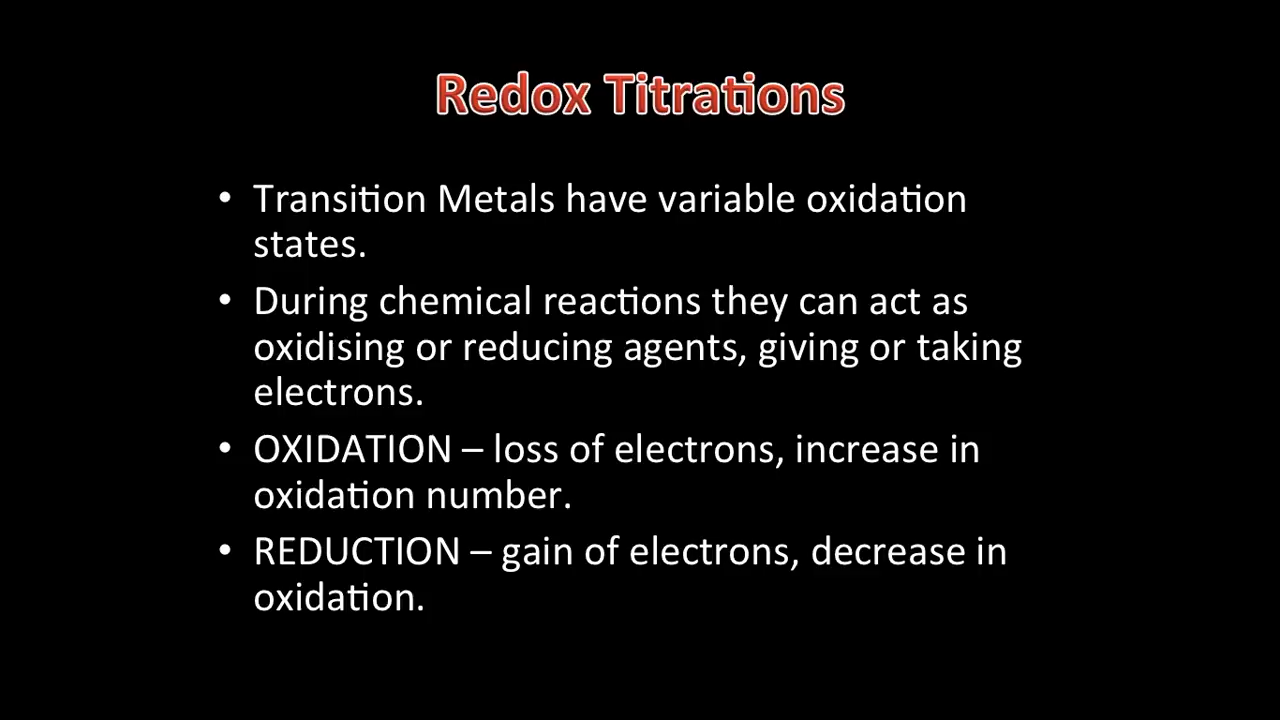 Redox Titrations
• Transition Metals have variable oxidation
states.
• During chemical reactions they can act as
oxidising or reducing agents, giving or taking
electrons.
• OXIDATION – loss of electrons, increase in
oxidation number.
• REDUCTION – gain of electrons, decrease in
oxidation.